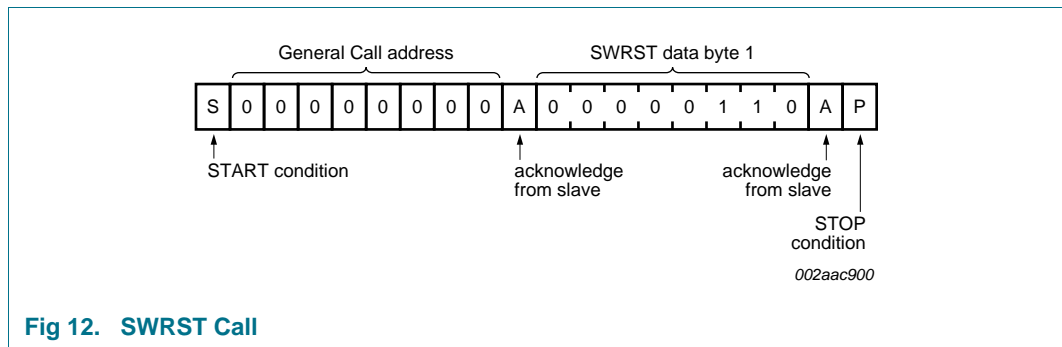 General Call address SWRST data byte 1
S 0 0 0 0 0 0 0 0 A 0 0 0 0 0 1 1 0 A P
START condition
acknowledge
from slave
acknowledge
from slave
STOP
condition
002aac900
Fig 12. SWRST Call